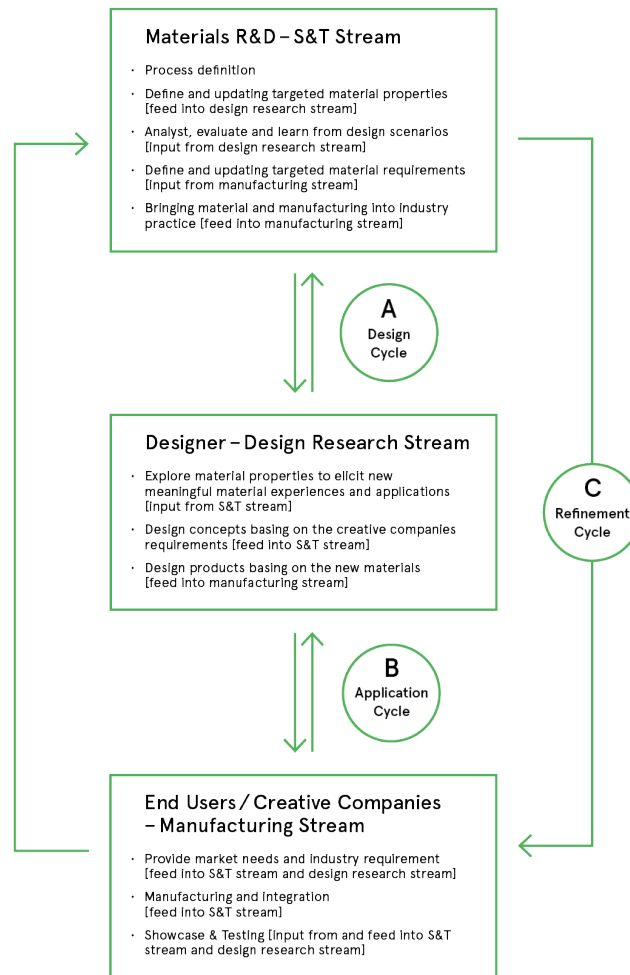 Materials R&D – S&T Stream
· Process definition
· Define and updating targeted material properties
[feed into design research stream]
· Analyst, evaluate and learn from design scenarios
[input from design research stream]
· Define and updating targeted material requirements
[input from manufacturing stream]
· Bringing material and manufacturing into industry
practice [feed into manufacturing stream]
A
Design
Cycle
Designer – Design Research Stream
· Explore material properties to elicit new
meaningful material experiences and applications
[input from S&T stream]
· Design concepts basing on the creative companies
requirements [feed into S&T stream]
· Design products basing on the new materials
[feed into manufacturing stream]
C
Refinement
Cycle
B
Application
Cycle
End Users / Creative Companies
– Manufacturing Stream
· Provide market needs and industry requirement
[feed into S&T stream and design research stream]
· Manufacturing and integration
[feed into S&T stream]
· Showcase & Testing [input from and feed into S&T
stream and design research stream]